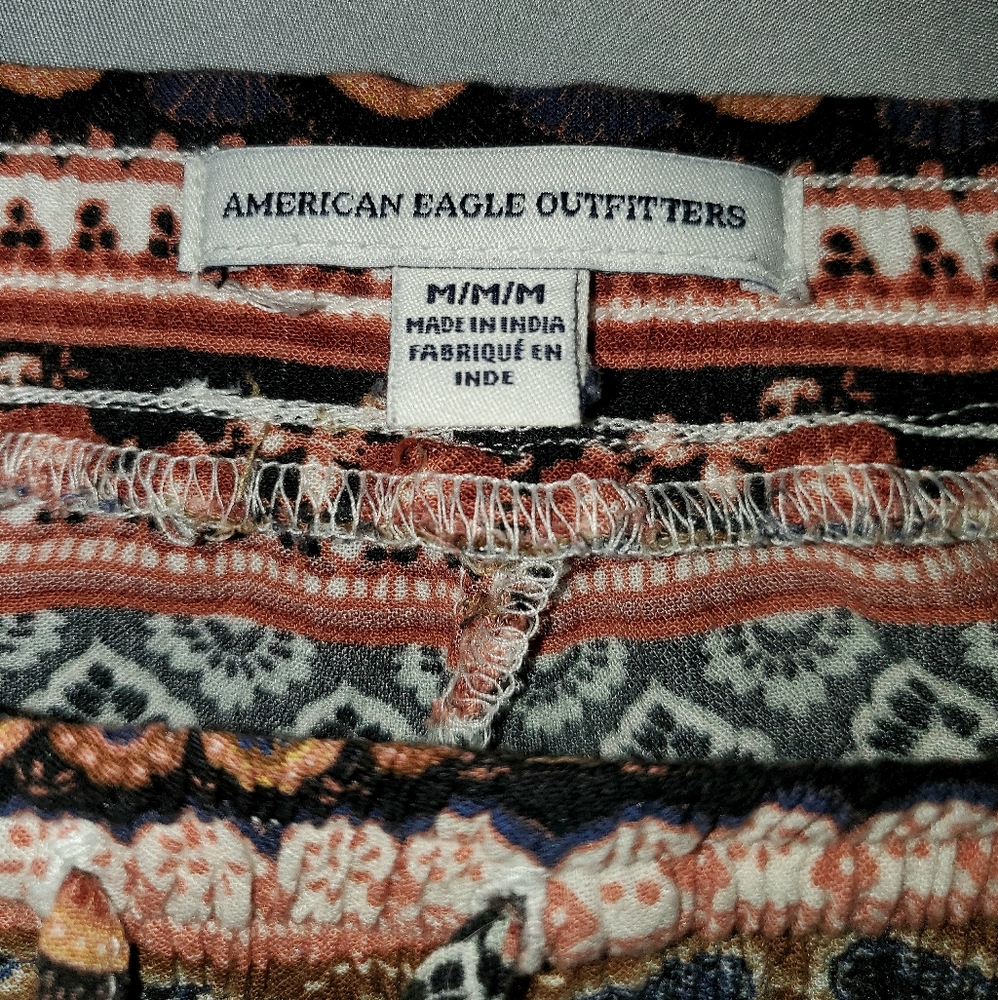 AMERICAN EAGLE OUTFITTERS
M/M/M
MADE IN INDIA
FABRIQUÉ EN
INDE